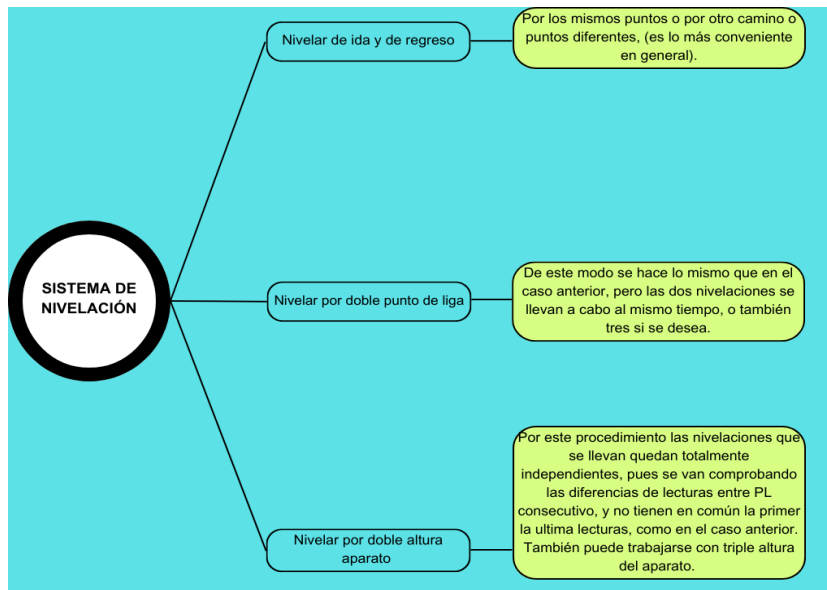 Nivelar de ida y de regreso
Por los mismos puntos o por otro camino o
puntos diferentes, (es lo más conveniente
en general).
SISTEMA DE
NIVELACIÓN
Nivelar por doble punto de liga
De este modo se hace lo mismo que en el
caso anterior, pero las dos nivelaciones se
llevan a cabo al mismo tiempo, o también
tres si se desea.
Nivelar por doble altura
aparato
Por este procedimiento las nivelaciones que
se llevan quedan totalmente
independientes, pues se van comprobando
las diferencias de lecturas entre PL
consecutivo, y no tienen en común la primer
la ultima lecturas, como en el caso anterior.
También puede trabajarse con triple altura
del aparato.